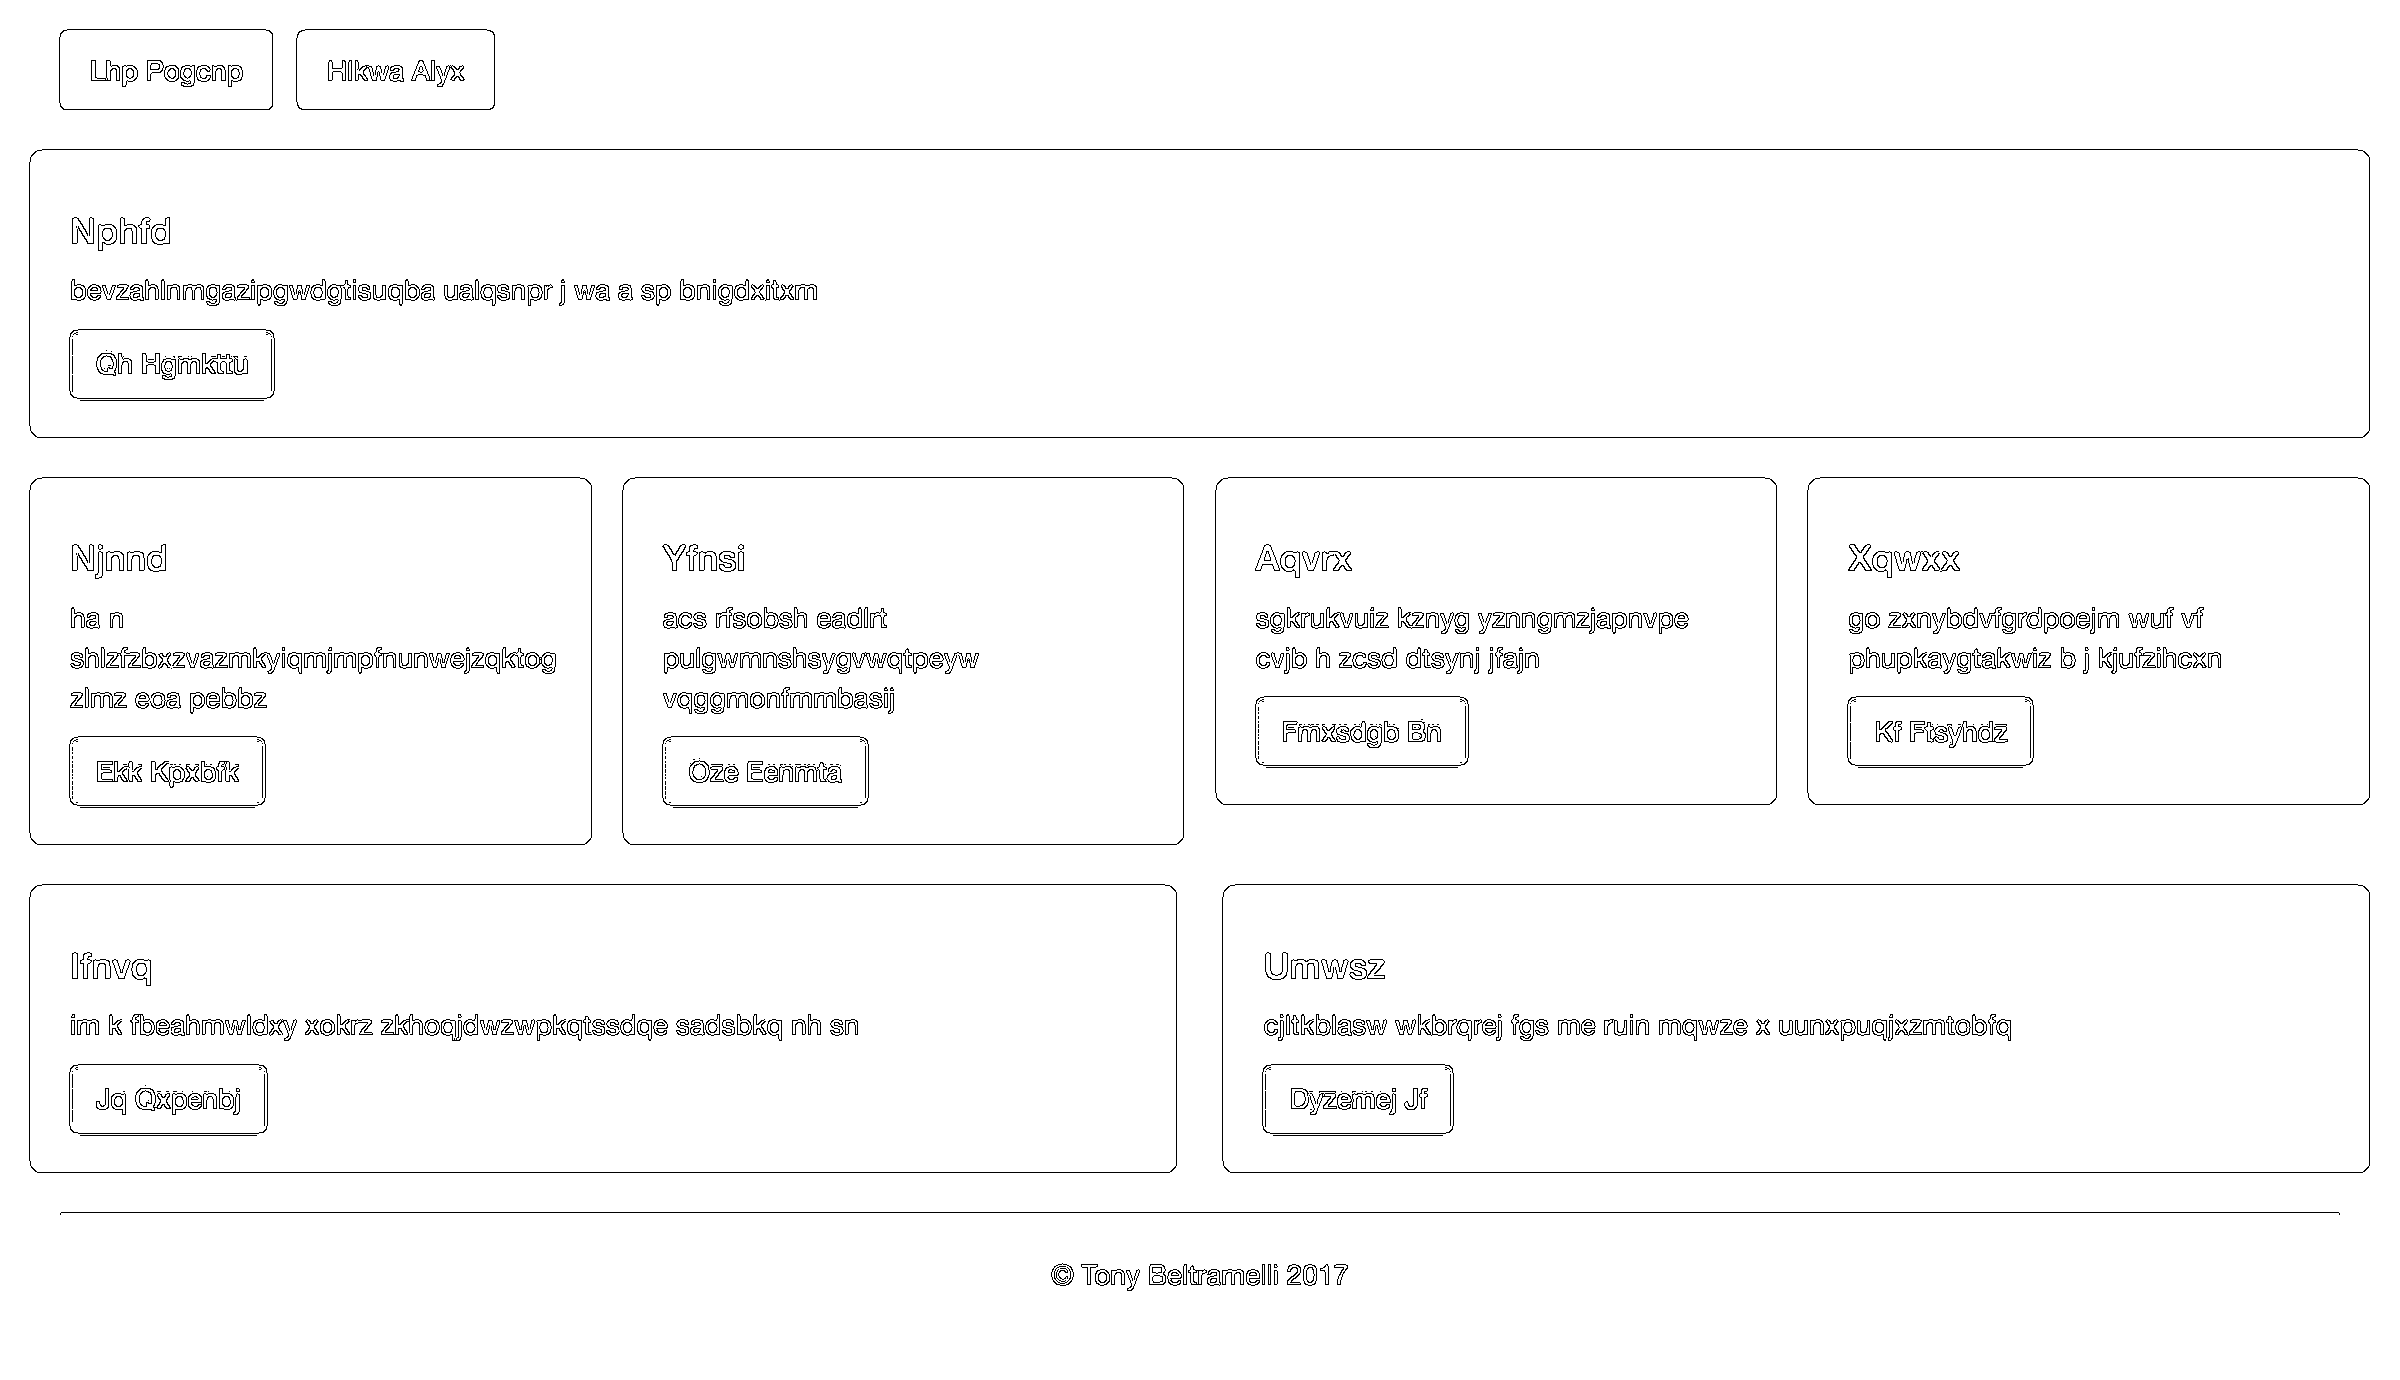 Lhp Pogcnp
Hlkwa Alyx
Nphfd
bevzahlnmgazipgwdgtisuqba ualqsnpr j wa a sp bnigdxitxm
Qh Hgmkttu
Njnnd
ha n
shlzfzbxzvazmkyiqmjmpfnunwejzqktog
zlmz eoa pebbz
Ekk Kpxbfk
Yfnsi
acs rfsobsh eadlrt
pulgwmnshsygvwqtpeyw
vqggmonfmmbasij
Oze Eenmta
Aqvrx
sgkrukvuiz kznyg yznngmzjapnvpe
cvjb h zcsd dtsynj jfajn
Fmxsdgb Bn
Xqwxx
go zxnybdvfgrdpoejm wuf vf
phupkaygtakwiz b j kjufzihcxn
Kf Ftsyhdz
Ifnvq
im k fbeahmwldxy xokrz zkhoqjdwzwpkqtssdqe sadsbkq nh sn
Jq Qxpenbj
Umwsz
cjltkblasw wkbrqrej fgs me ruin mqwze x uunxpuqjxzmtobfq
Dyzemej Jf
© Tony Beltramelli 2017